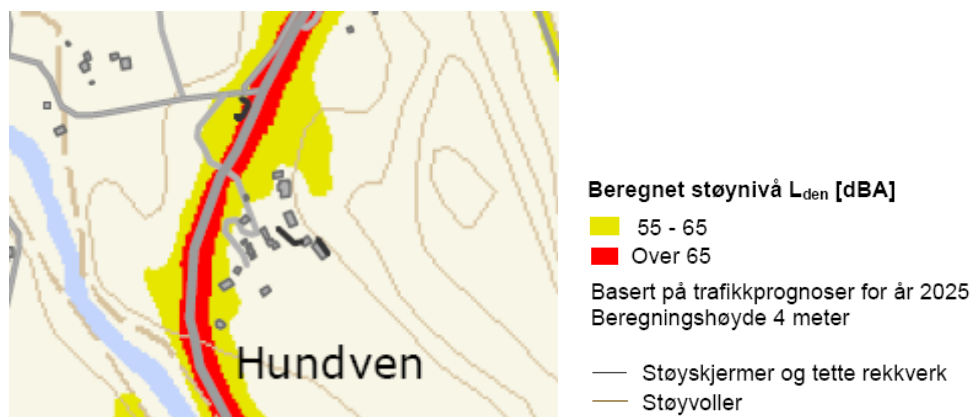 Hundven
Beregnet støynivå Lden [dBA]
55 - 65
Over 65
Basert på trafikkprognoser for år 2025
Beregningshøyde 4 meter
Støyskjermer og tette rekkverk
Støyvoller